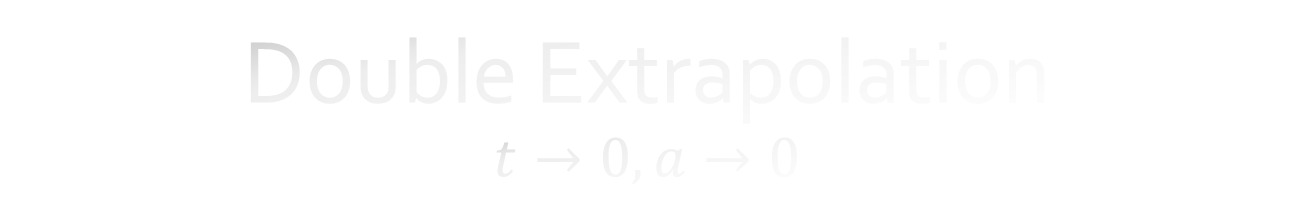 Double Extrapolation
t → 0, a → 0